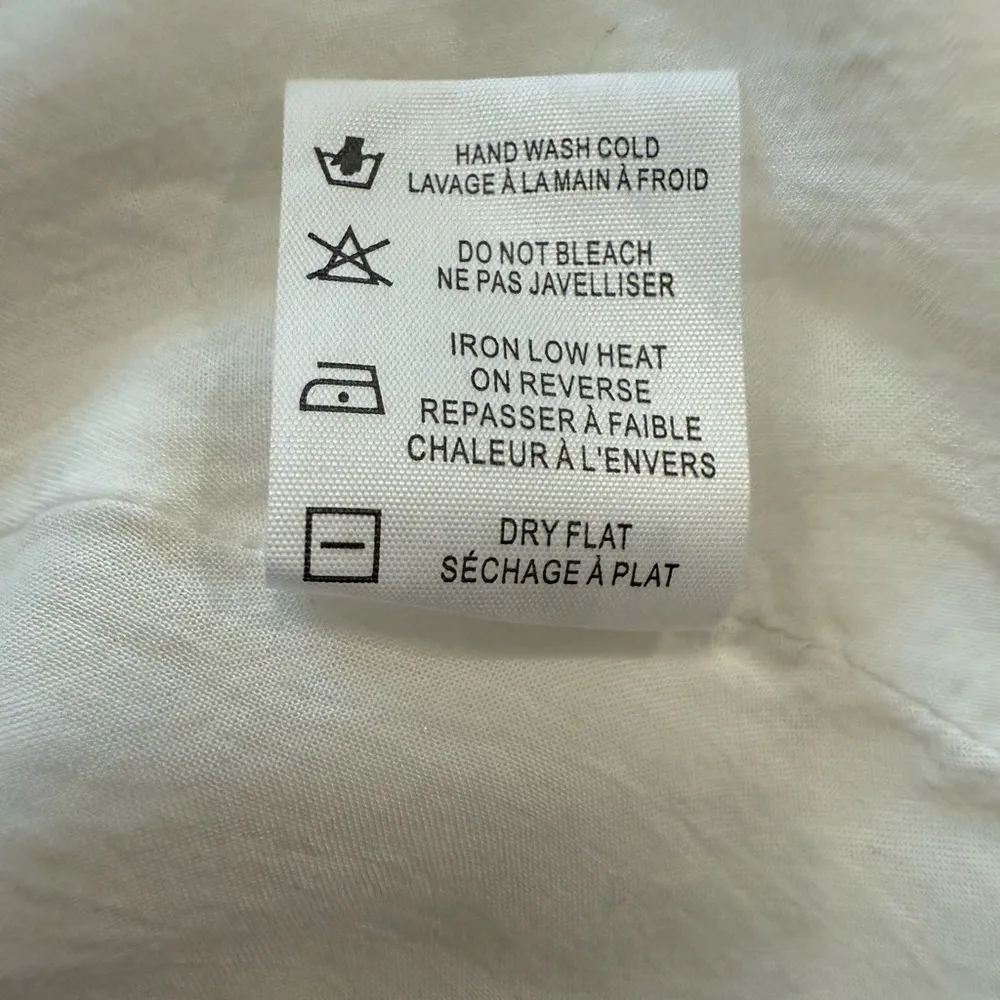 HAND WASH COLD
LAVAGE À LA MAIN À FROID
DO NOT BLEACH
NE PAS JAVELLISER
IRON LOW HEAT
ON REVERSE
REPASSER À FAIBLE
CHALEUR À L'ENVERS
DRY FLAT
SÉCHAGE À PLAT